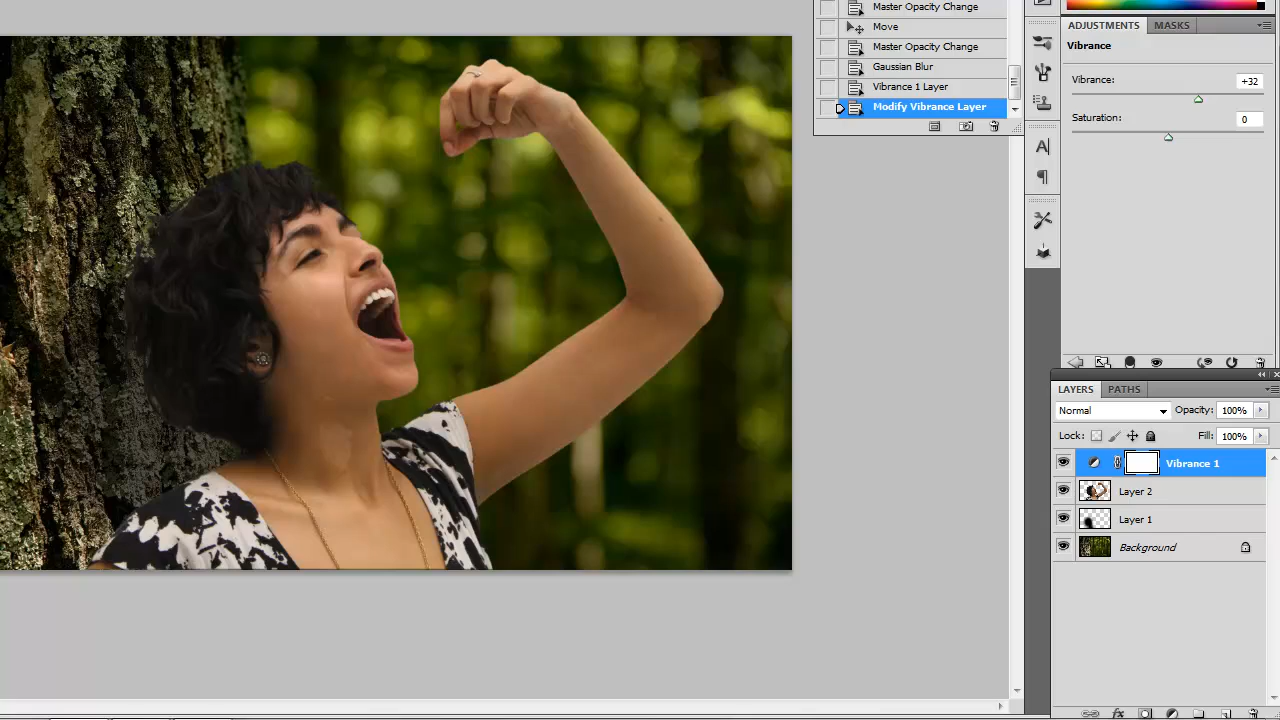 Master Opacity Change
Move
Master Opacity Change
Gaussian Blur
Vibrance 1 Layer
Modify Vibrance Layer
ADJUSTMENTS MASKS
Vibrance
Vibrance: +32
Saturation: 0
A
LAYERS PATHS
Normal Opacity: 100%
Lock: Fill: 100%
Vibrance 1
Layer 2
Layer 1
Background
fx